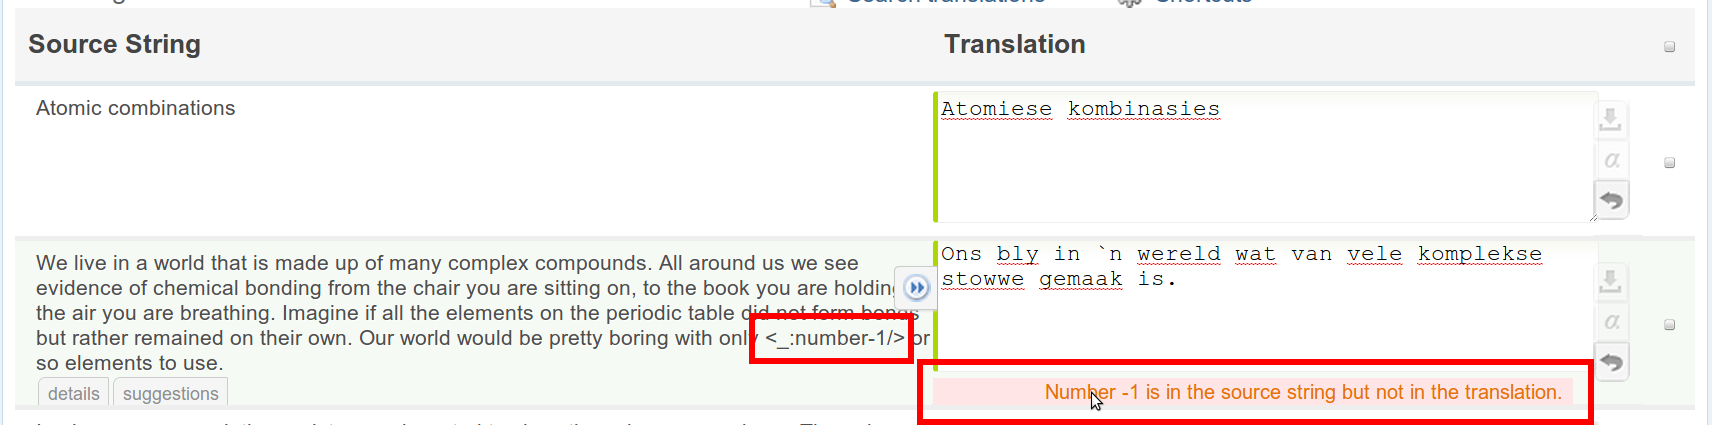 Search translations Shortcuts
Source String Translation
Atomic combinations
Atomiese kombinasies
We live in a world that is made up of many complex compounds. All around us we see
evidence of chemical bonding from the chair you are sitting on, to the book you are holding
the air you are breathing. Imagine if all the elements on the periodic table did not form bonds
but rather remained on their own. Our world would be pretty boring with only <_:number-1/> or
so elements to use.
details suggestions
Ons bly in `n wereld wat van vele komplekse
stowwe gemaak is.
Number -1 is in the source string but not in the translation.